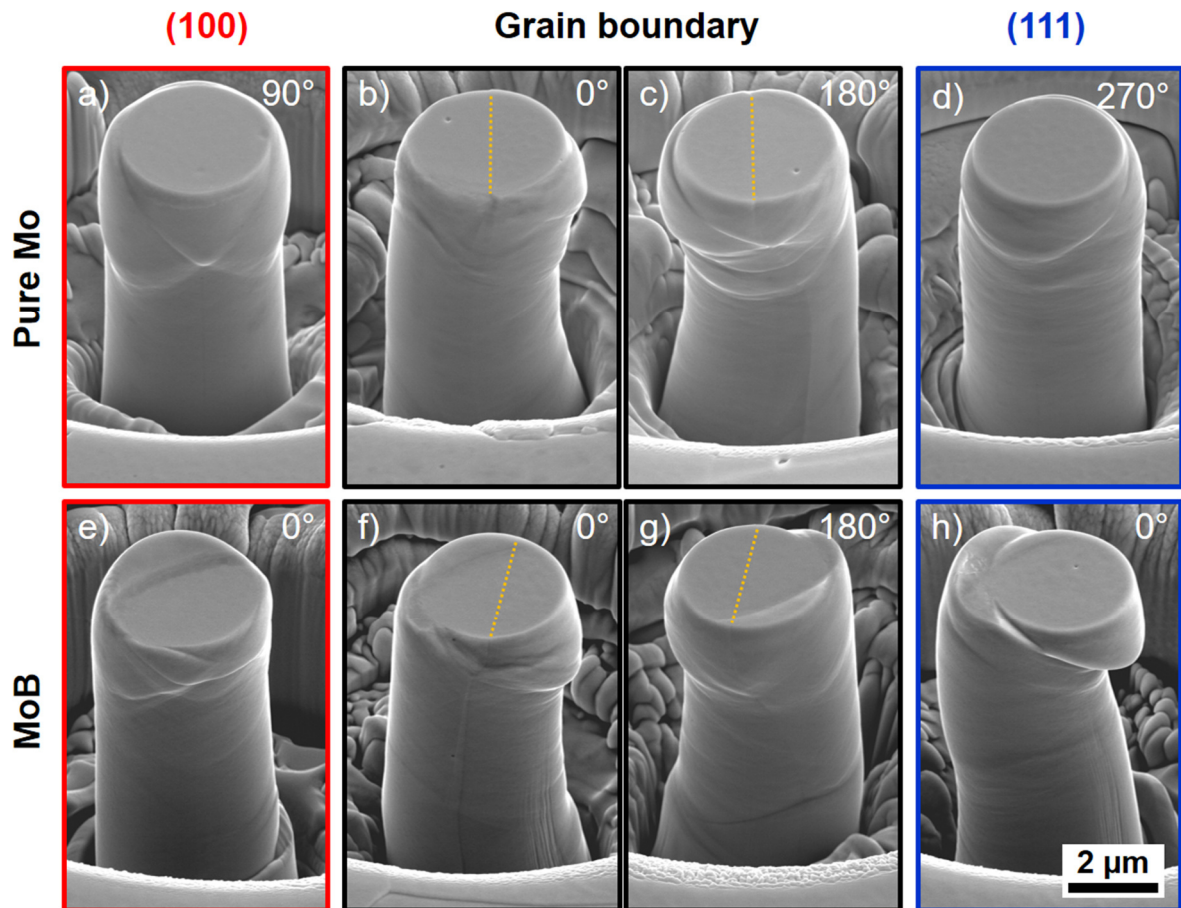 (100) Grain boundary (111)
Pure Mo
a) 90°
b) 0°
c) 180°
d) 270°
MoB
e) 0°
f) 0°
g) 180°
h) 0°
2 µm